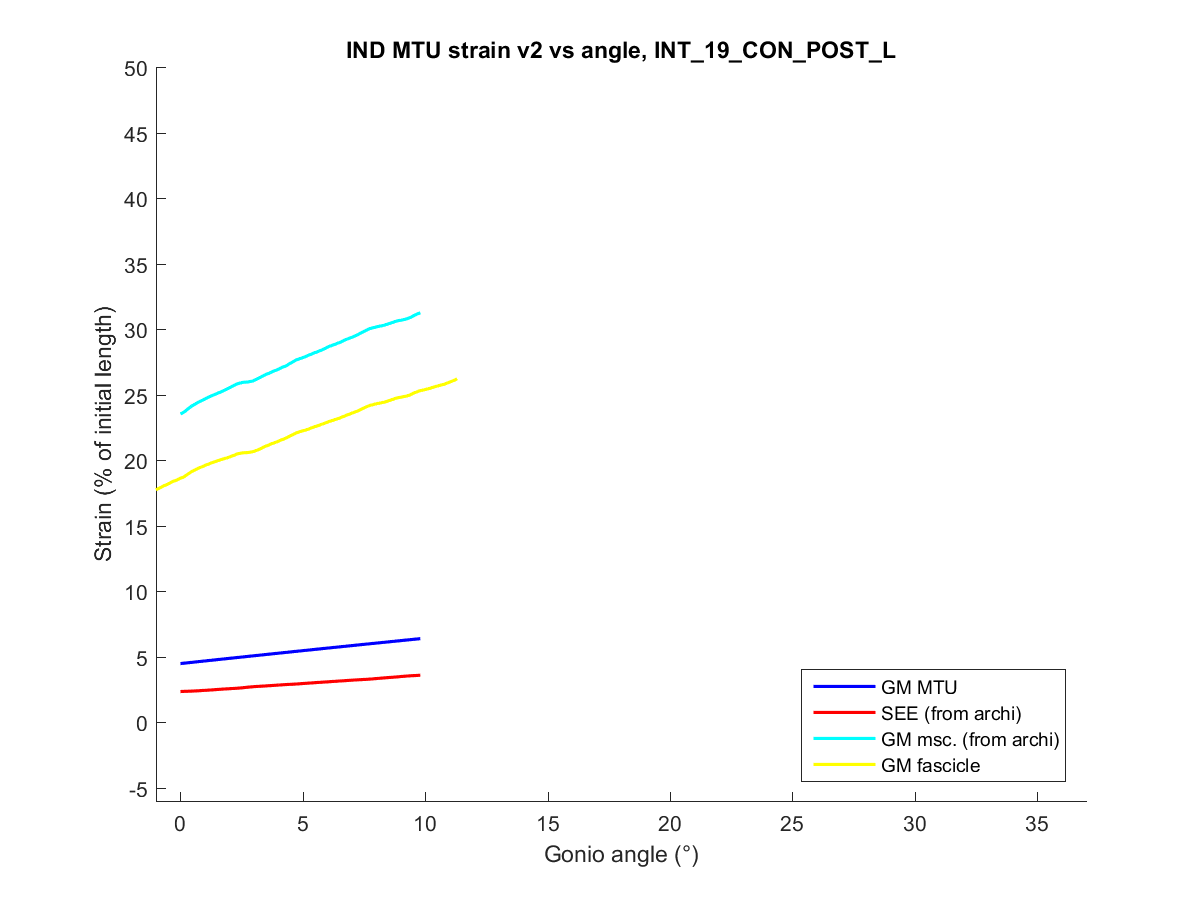 IND MTU strain v2 vs angle, INT_19_CON_POST_L
50
45
40
35
30
25
20
15
10
5
0
-5
Strain (% of initial length)
0 5 10 15 20 25 30 35
Gonio angle (°)
GM MTU
SEE (from archi)
GM msc. (from archi)
GM fascicle